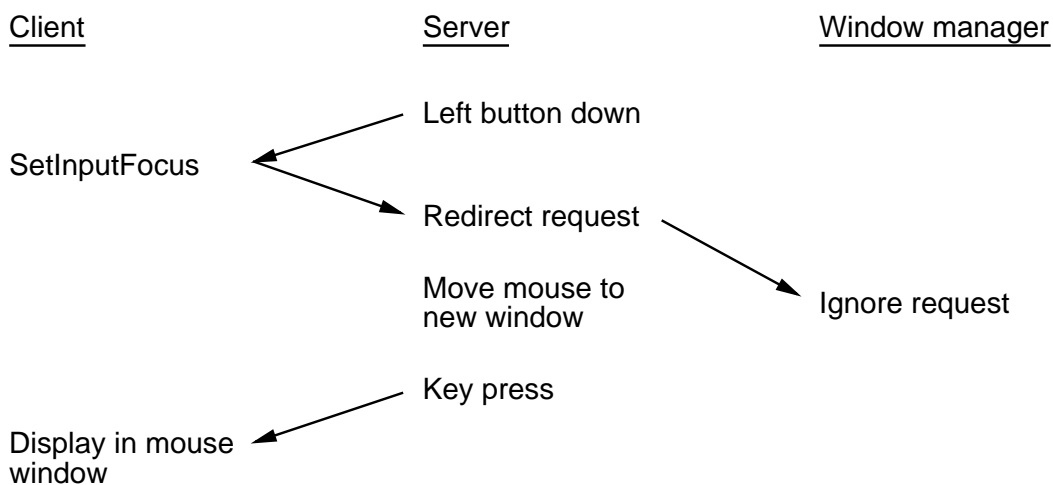 Client
Server
Window manager
Left button down
SetInputFocus
Redirect request
Move mouse to
new window
Ignore request
Key press
Display in mouse
window